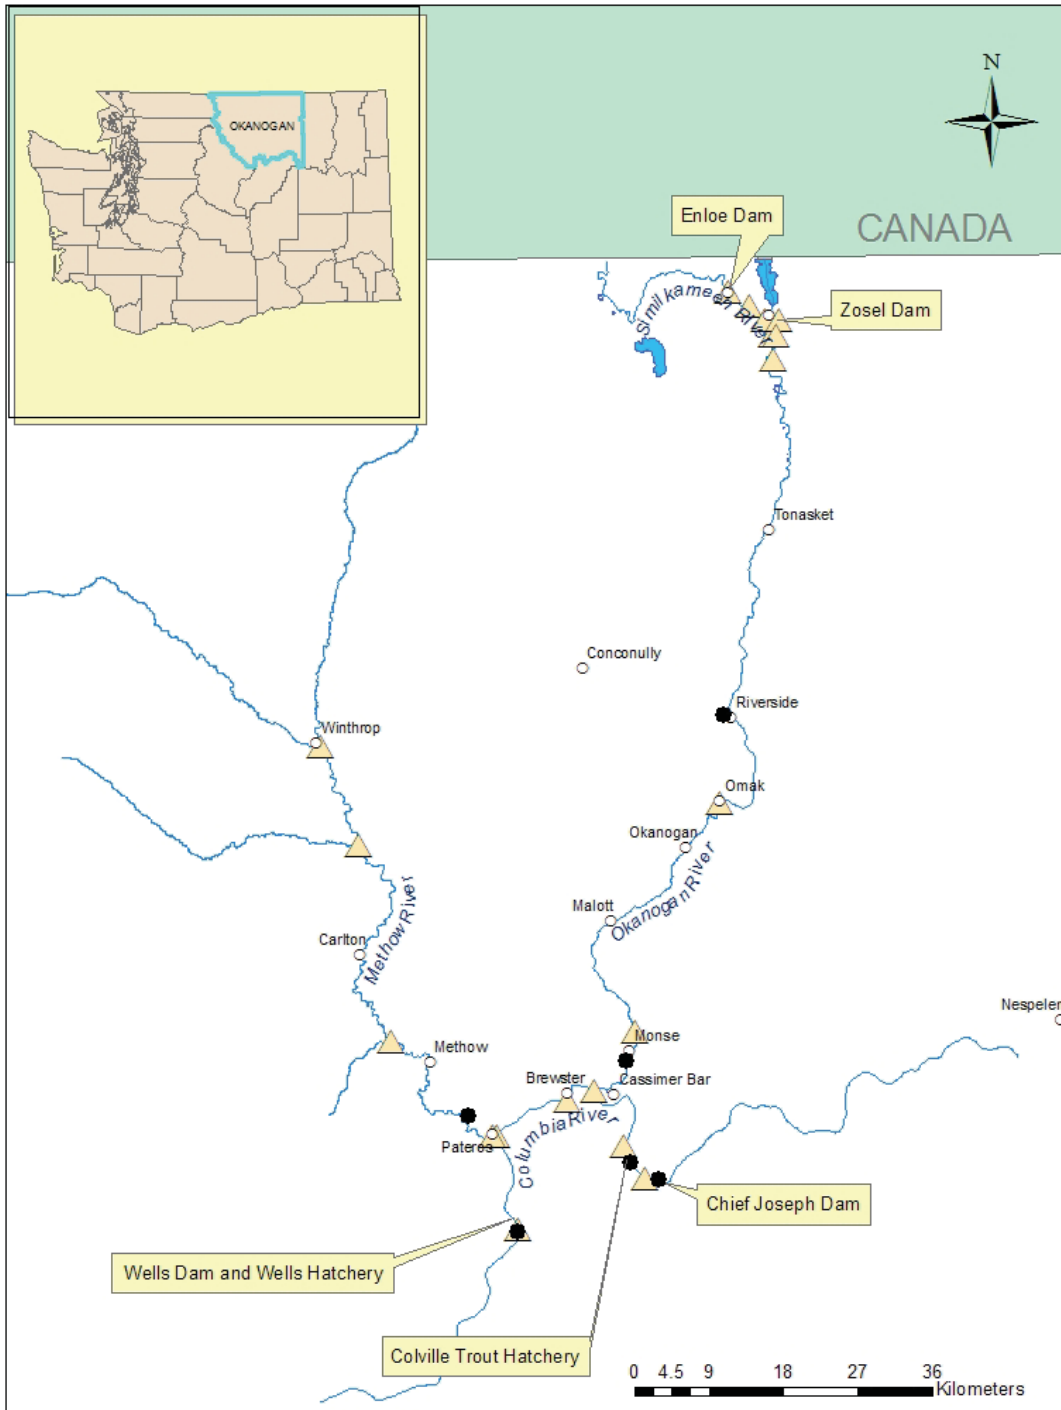 OKANOGAN
N
Enloe Dam
CANADA
Similkameen River
Zosel Dam
Tonasket
Conconully
Riverside
Winthrop
Omak
Okanogan
Okanogan River
Malott
Methow River
Carlton
Nespelen
Monse
Methow
Brewster
Cassimer Bar
Columbia River
Pateros
Chief Joseph Dam
Wells Dam and Wells Hatchery
Colville Trout Hatchery
0 4.5 9 18 27 36
Kilometers